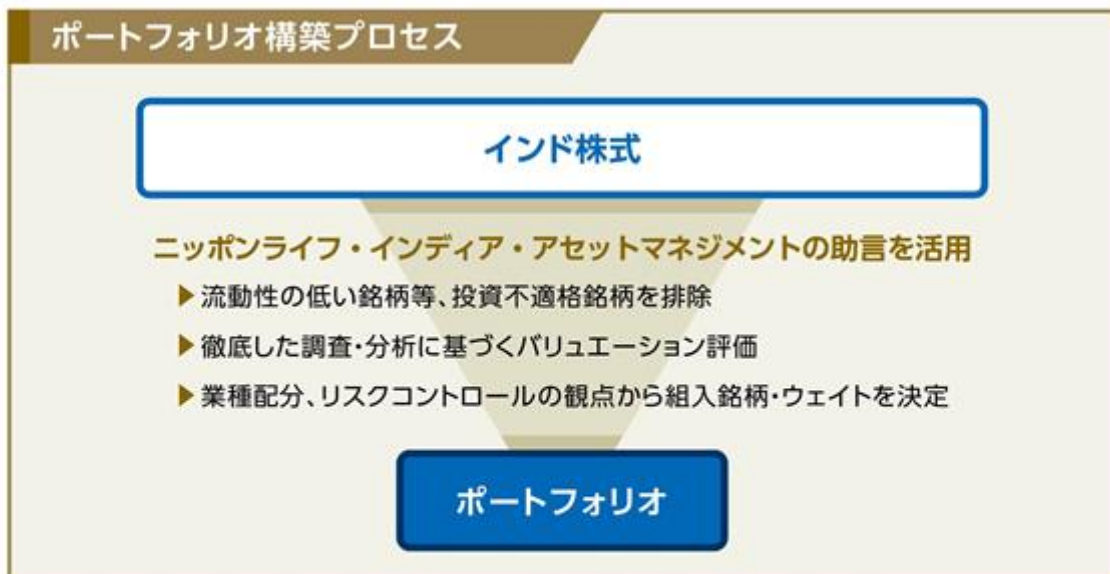 ポートフォリオ構築プロセス
インド株式
ニッポンライフ・インディア・アセットマネジメントの助言を活用
▶流動性の低い銘柄等、投資不適格銘柄を排除
▶徹底した調査・分析に基づくバリュエーション評価
▶業種配分、リスクコントロールの観点から組入銘柄・ウェイトを決定
ポートフォリオ